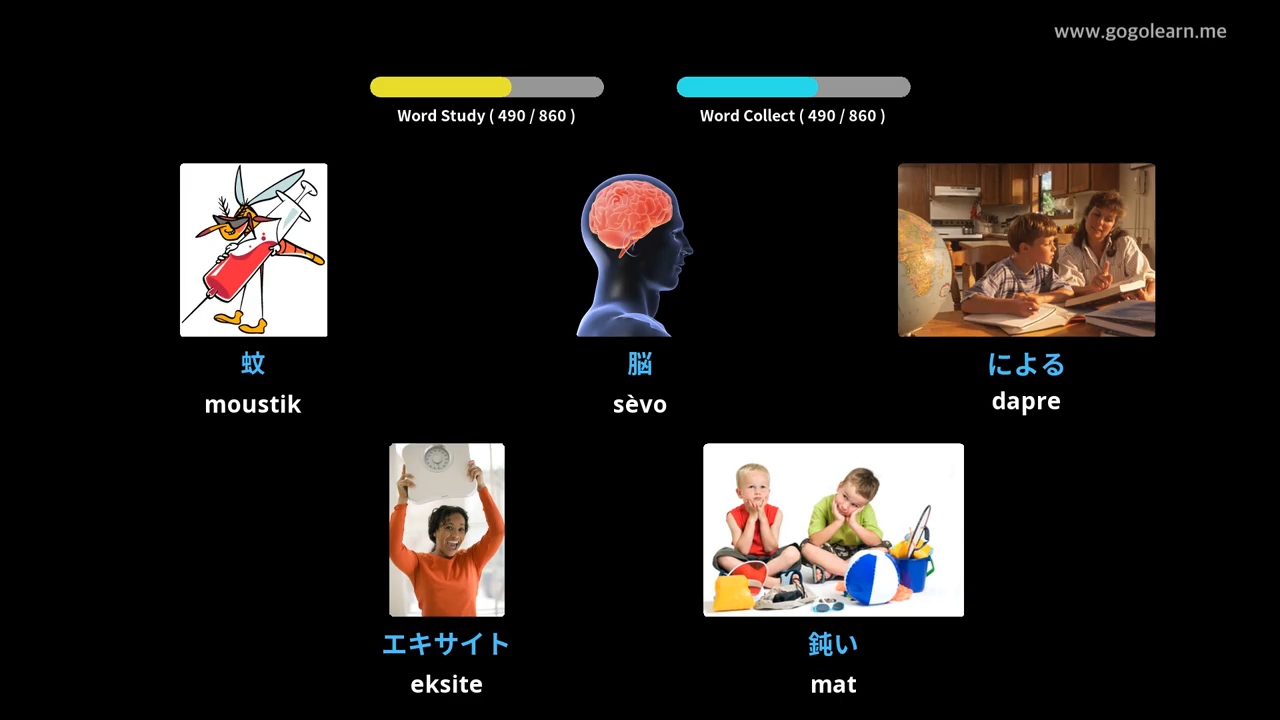 www.gogolearn.me
Word Study ( 490 / 860 )
Word Collect ( 490 / 860 )
蚊
moustik
脳
sèvo
による
dapre
エキサイト
eksite
鈍い
mat